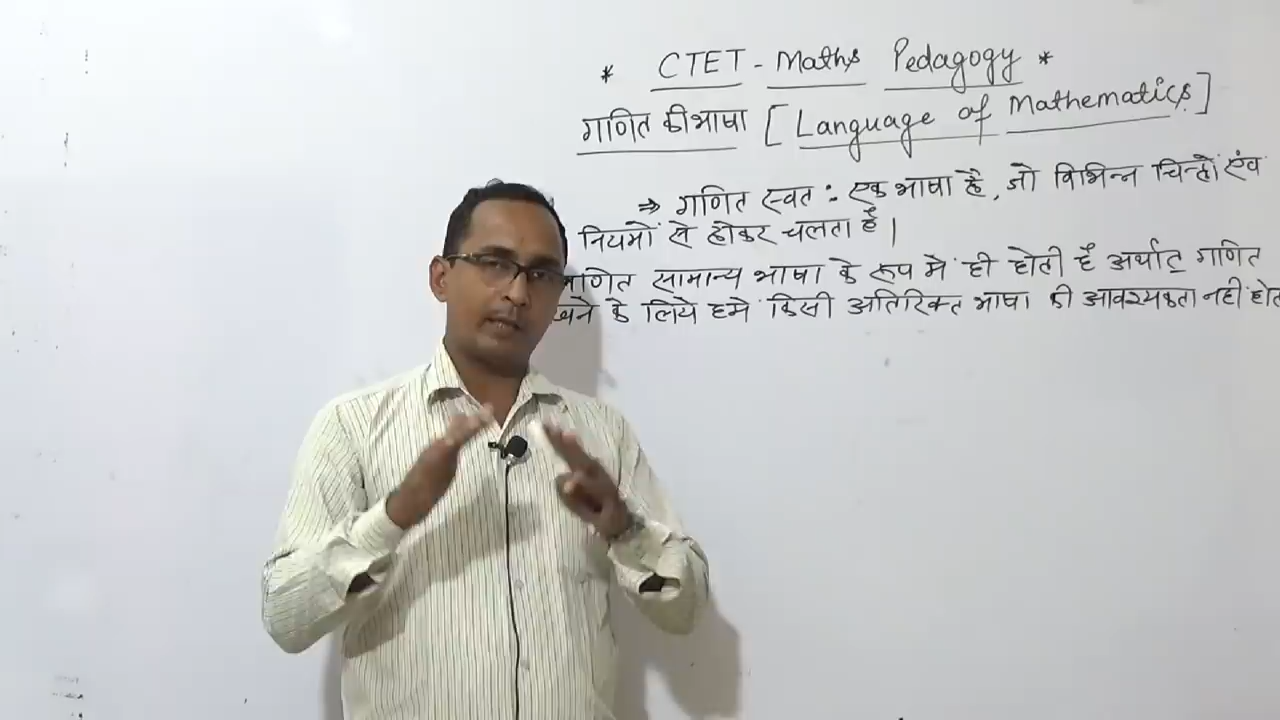 * CTET - Maths Pedagogy *
गणित की भाषा [Language of Mathematics]
⇒ गणित स्वत: एक भाषा है, जो विभिन्न चिन्हों एंव
नियमों से होकर चलता है।
गणित सामान्य भाषा के रूप में ही होती है अर्थात् गणित
के लिये हमें किसी अतिरिक्त भाषा की आवश्यकता नहीं